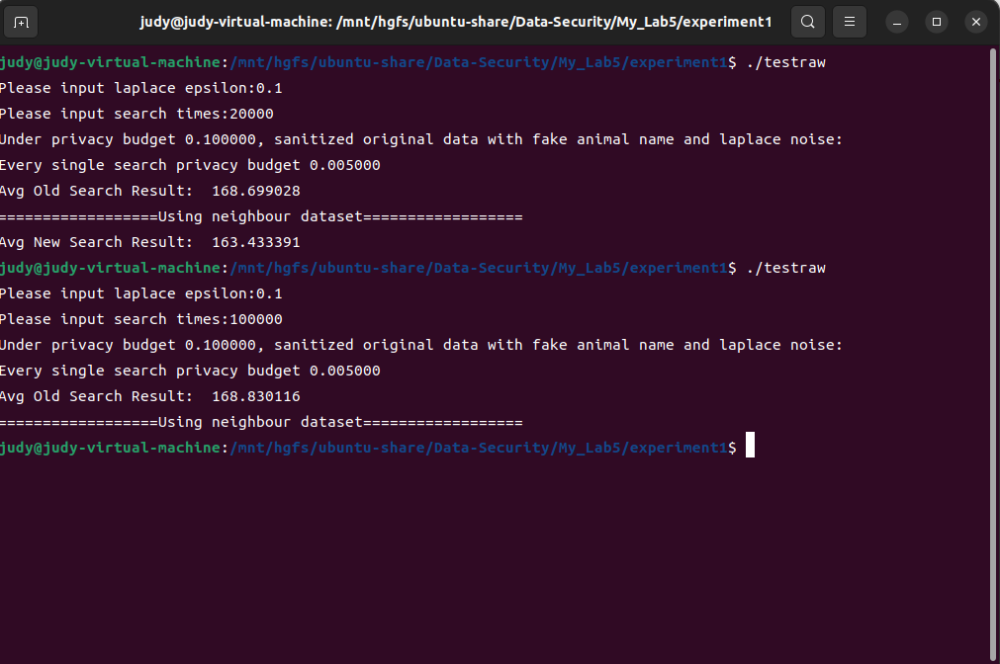 judy@judy-virtual-machine: /mnt/hgfs/ubuntu-share/Data-Security/My_Lab5/experiment1
judy@judy-virtual-machine:/mnt/hgfs/ubuntu-share/Data-Security/My_Lab5/experiment1$ ./testraw
Please input laplace epsilon:0.1
Please input search times:20000
Under privacy budget 0.100000, sanitized original data with fake animal name and laplace noise:
Every single search privacy budget 0.005000
Avg Old Search Result:  168.699028
==================Using neighbour dataset==================
Avg New Search Result:  163.433391
judy@judy-virtual-machine:/mnt/hgfs/ubuntu-share/Data-Security/My_Lab5/experiment1$ ./testraw
Please input laplace epsilon:0.1
Please input search times:100000
Under privacy budget 0.100000, sanitized original data with fake animal name and laplace noise:
Every single search privacy budget 0.005000
Avg Old Search Result:  168.830116
==================Using neighbour dataset==================
judy@judy-virtual-machine:/mnt/hgfs/ubuntu-share/Data-Security/My_Lab5/experiment1$